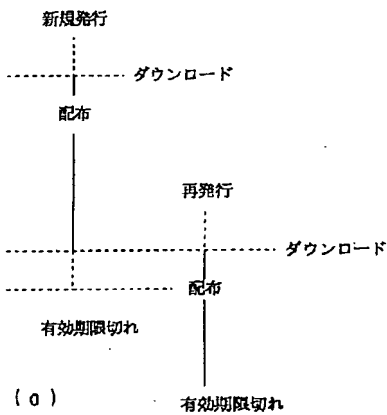 新規発行
ダウンロード
配布
再発行
ダウンロード
配布
有効期限切れ
(a)
有効期限切れ